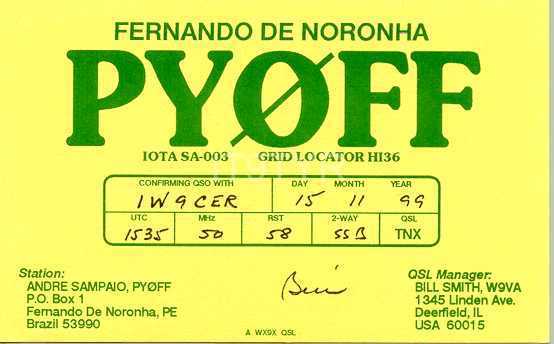 FERNANDO DE NORONHA
PYØFF
IOTA SA-003 GRID LOCATOR HI36
CONFIRMING QSO WITH DAY MONTH YEAR
IW9CER 15 11 99
UTC MHz RST 2-WAY QSL
1535 50 58 SSB TNX
Station:
ANDRE SAMPAIO, PYØFF
P.O. Box 1
Fernando De Noronha, PE
Brazil 53990
Bill
QSL Manager:
BILL SMITH, W9VA
1345 Linden Ave.
Deerfield, IL
USA 60015
A WX9X QSL